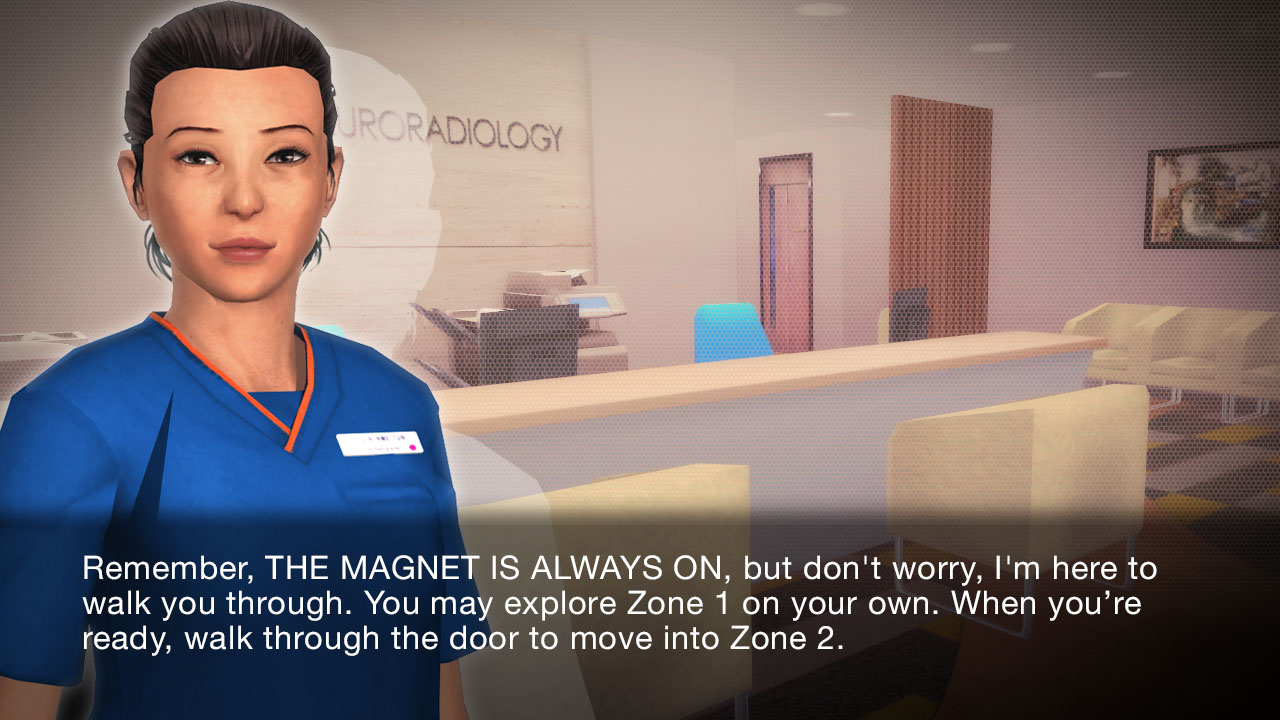 URORADIOLOGY
Remember, THE MAGNET IS ALWAYS ON, but don't worry, I'm here to
walk you through. You may explore Zone 1 on your own. When you’re
ready, walk through the door to move into Zone 2.